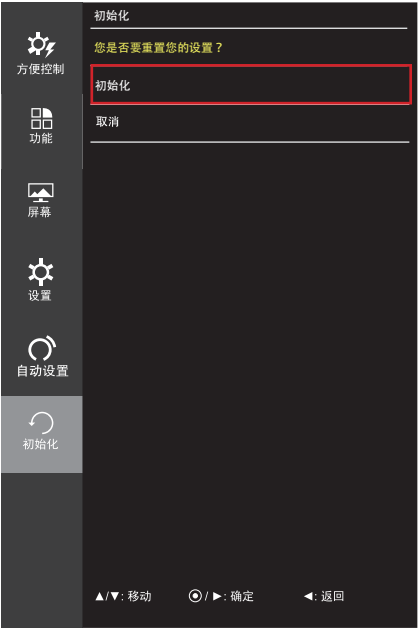 方便控制
功能
屏幕
设置
自动设置
初始化
初始化
您是否要重置您的设置？
初始化
取消
▲/▼: 移动 ◉/ ►: 确定 ◄: 返回